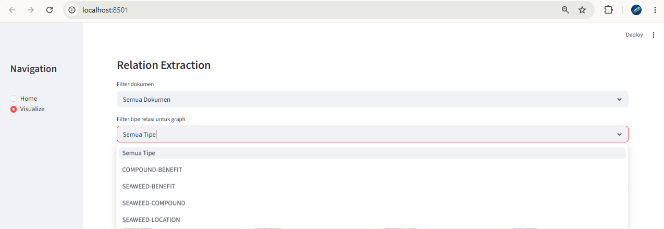 localhost:8501
Deploy
Navigation
Home
Visualize
Relation Extraction
Filter dokumen
Semua Dokumen
Filter tipe relasi untuk graph
Semua Tipe
Semua Tipe
COMPOUND-BENEFIT
SEAWEED-BENEFIT
SEAWEED-COMPOUND
SEAWEED-LOCATION